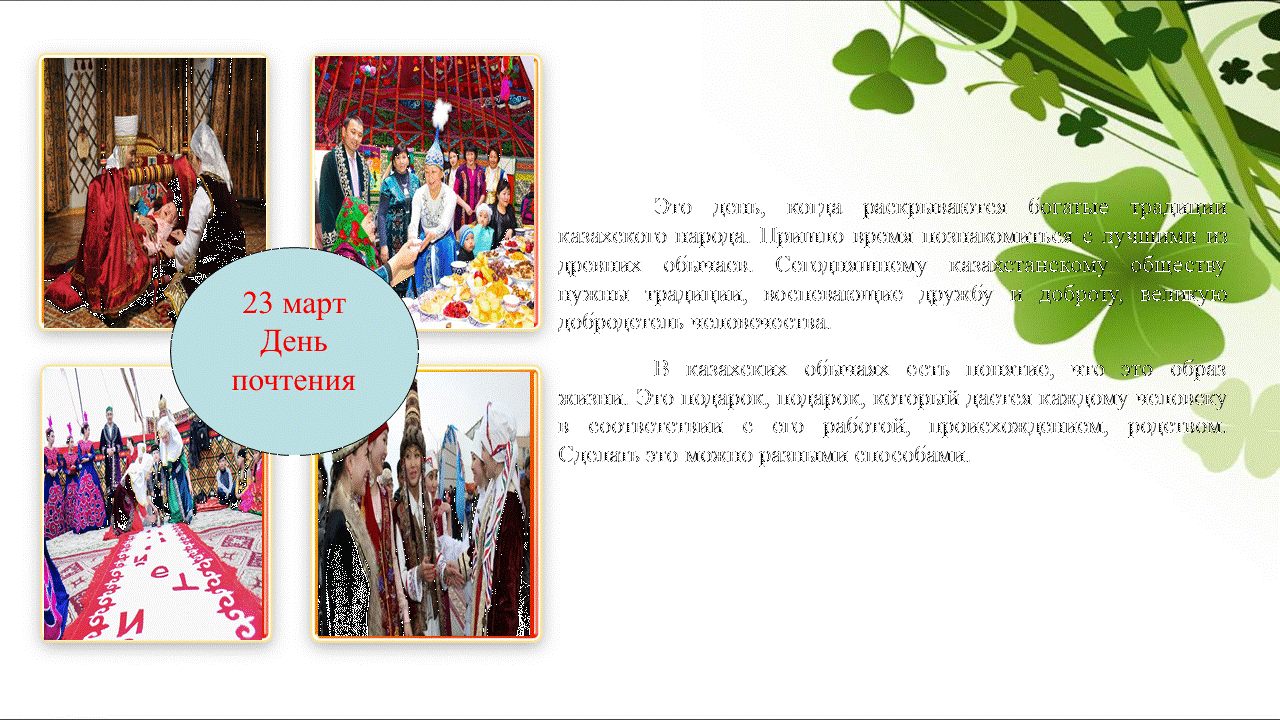 23 март
День
почтения
Это день, когда раскрываются богатые традиции
казахского народа. Пришло время познакомиться с лучшими из
древних обычаев. Сегодняшнему казахстанскому обществу
нужны традиции, воспевающие дружбу и доброту, великую
добродетель человечества.
В казахских обычаях есть понятие, что это образ
жизни. Это подарок, подарок, который дается каждому человеку
в соответствии с его работой, происхождением, родством.
Сделать это можно разными способами.